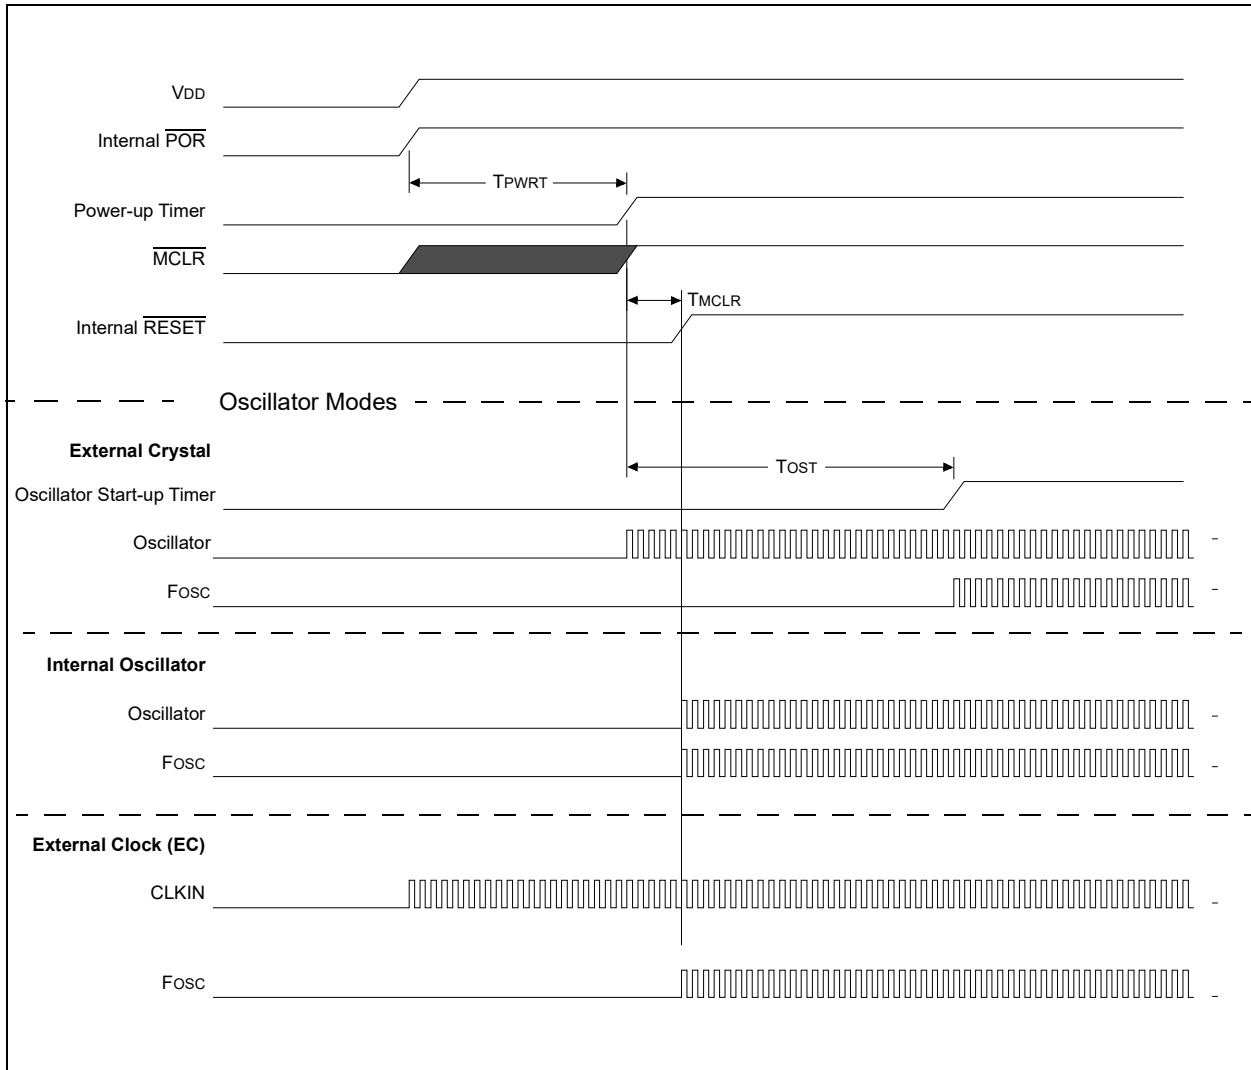 VDD
Internal POR
TPWRT
Power-up Timer
MCLR
TMCLR
Internal RESET
Oscillator Modes
External Crystal
TOST
Oscillator Start-up Timer
Oscillator
FOSC
Internal Oscillator
Oscillator
FOSC
External Clock (EC)
CLKIN
FOSC